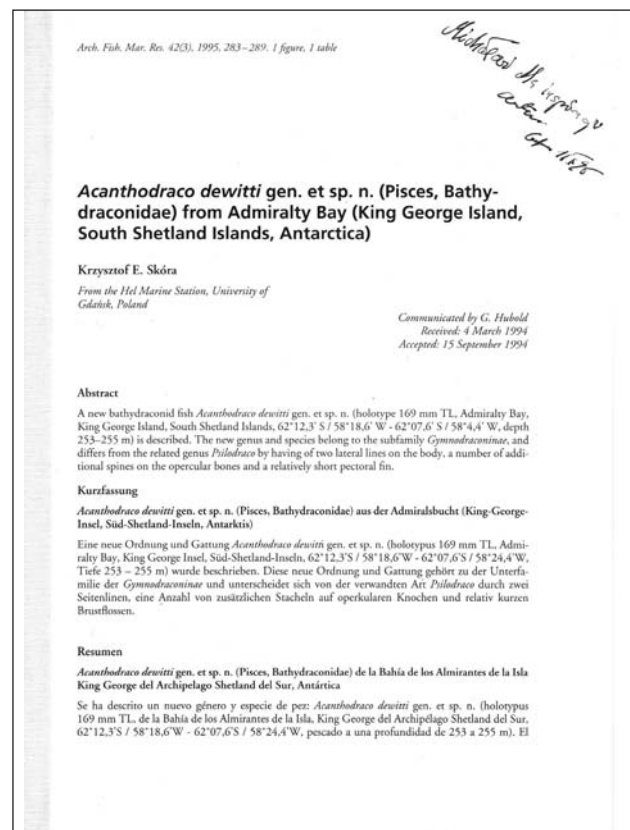 Arch. Fish. Mar. Res. 42(3), 1995, 283–289. 1 figure, 1 table
Acanthodraco dewitti gen. et sp. n. (Pisces, Bathy-
draconidae) from Admiralty Bay (King George Island,
South Shetland Islands, Antarctica)
Krzysztof E. Skóra
From the Hel Marine Station, University of
Gdańsk, Poland
Communicated by G. Hubold
Received: 4 March 1994
Accepted: 15 September 1994
Abstract
A new bathydraconid fish Acanthodraco dewitti gen. et sp. n. (holotype 169 mm TL, Admiralty Bay,
King George Island, South Shetland Islands, 62°12,3' S / 58°18,6' W - 62°07,6' S / 58°4,4' W, depth
253–255 m) is described. The new genus and species belong to the subfamily Gymnodraconinae, and
differs from the related genus Psilodraco by having of two lateral lines on the body, a number of addi-
tional spines on the opercular bones and a relatively short pectoral fin.
Kurzfassung
Acanthodraco dewitti gen. et sp. n. (Pisces, Bathydraconidae) aus der Admiralsbucht (King-George-
Insel, Süd-Shetland-Inseln, Antarktis)
Eine neue Ordnung und Gattung Acanthodraco dewitti gen. et sp. n. (holotypus 169 mm TL, Admi-
ralty Bay, King George Insel, Süd-Shetland-Inseln, 62°12,3'S / 58°18,6'W - 62°07,6'S / 58°24,4'W,
Tiefe 253 – 255 m) wurde beschrieben. Diese neue Ordnung und Gattung gehört zu der Unterfa-
milie der Gymnodraconinae und unterscheidet sich von der verwandten Art Psilodraco durch zwei
Seitenlinen, eine Anzahl von zusätzlichen Stacheln auf operkularen Knochen und relativ kurzen
Brustflossen.
Resumen
Acanthodraco dewitti gen. et sp. n. (Pisces, Bathydraconidae) de la Bahía de los Almirantes de la Isla
King George del Archipelago Shetland del Sur, Antártica
Se ha descrito un nuevo género y especie de pez: Acanthodraco dewitti gen. et sp. n. (holotypus
169 mm TL, de la Bahía de los Almirantes de la Isla, King George del Archipélago Shetland del Sur,
62°12,3'S / 58°18,6'W - 62°07,6'S / 58°24,4'W, pescado a una profundidad de 253 a 255 m). El